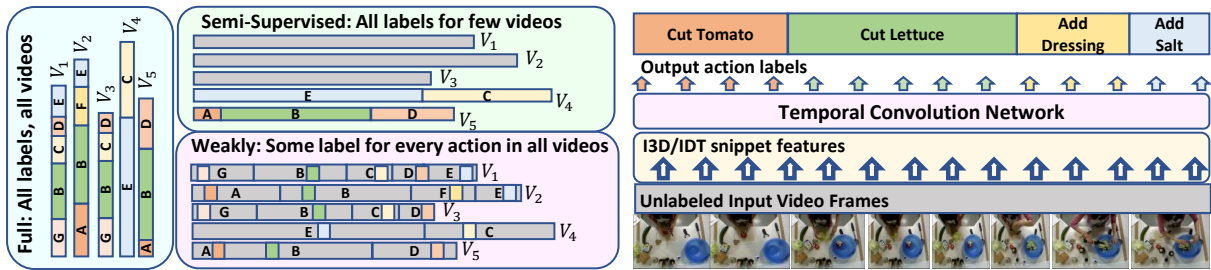 Full: All labels, all videos
V1
G B C D E
V2
A B F E
V3
G B C D
V4
E C
V5
A B D
Semi-Supervised: All labels for few videos
V1
V2
V3
E C V4
A B D V5
Weakly: Some label for every action in all videos
G B C D E V1
A B F E V2
G B C D V3
E C V4
A B D V5
Cut Tomato Cut Lettuce Add Dressing Add Salt
Output action labels
Temporal Convolution Network
I3D/IDT snippet features
Unlabeled Input Video Frames